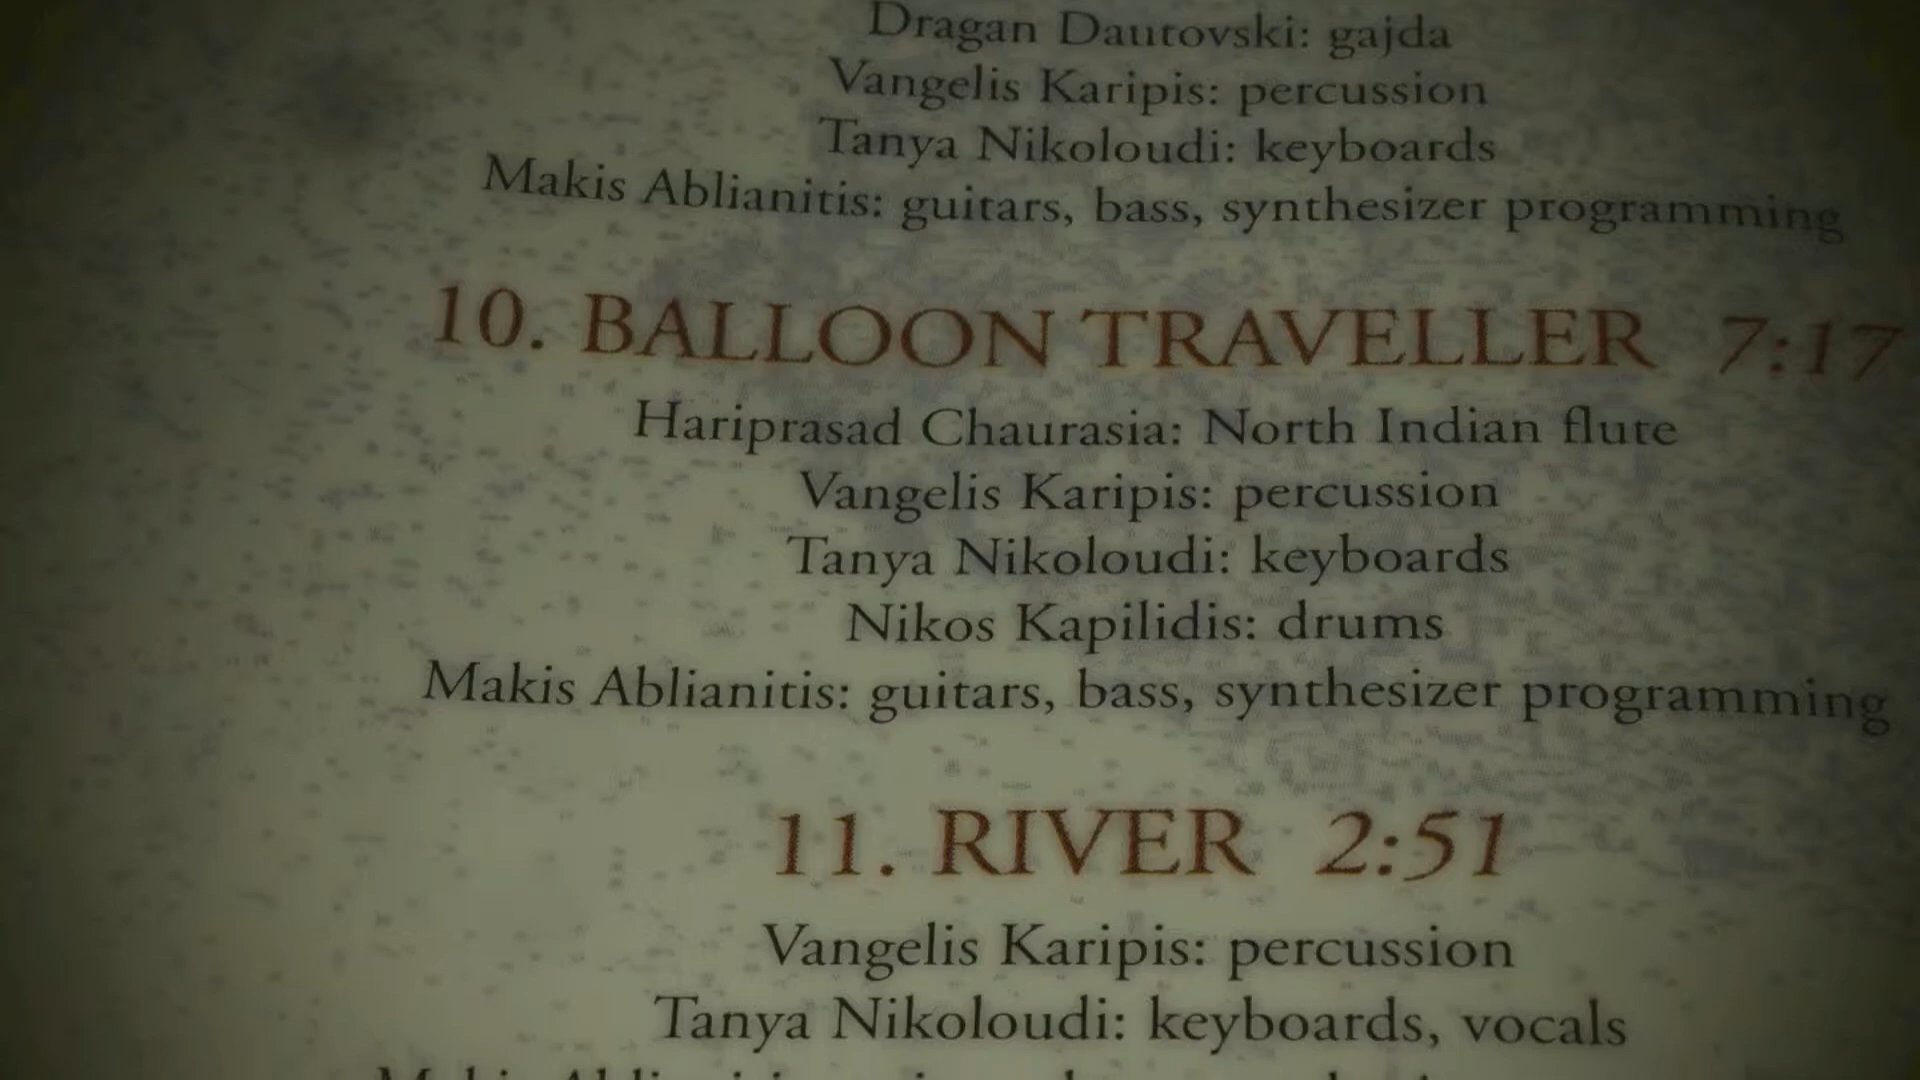 Dragan Dautovski: gajda
Vangelis Karipis: percussion
Tanya Nikoloudi: keyboards
Makis Ablianitis: guitars, bass, synthesizer programming
10. BALLOON TRAVELLER 7:17
Hariprasad Chaurasia: North Indian flute
Vangelis Karipis: percussion
Tanya Nikoloudi: keyboards
Nikos Kapilidis: drums
Makis Ablianitis: guitars, bass, synthesizer programming
11. RIVER 2:51
Vangelis Karipis: percussion
Tanya Nikoloudi: keyboards, vocals